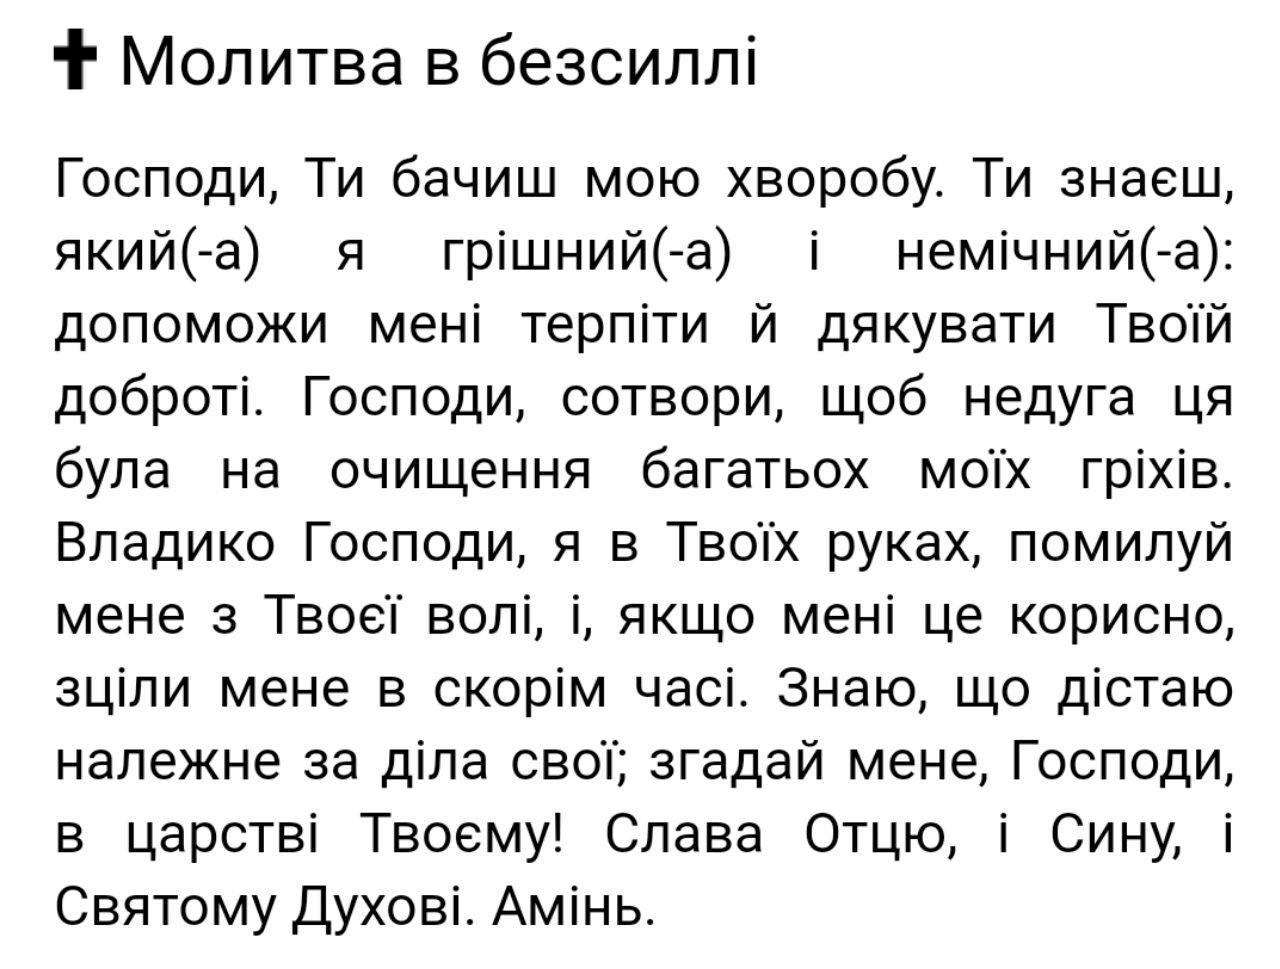 ✝ Молитва в безсиллі
Господи, Ти бачиш мою хворобу. Ти знаєш,
який(-а) я грішний(-а) і немічний(-а):
допоможи мені терпіти й дякувати Твоїй
доброті. Господи, сотвори, щоб недуга ця
була на очищення багатьох моїх гріхів.
Владико Господи, я в Твоїх руках, помилуй
мене з Твоєї волі, і, якщо мені це корисно,
зціли мене в скорім часі. Знаю, що дістаю
належне за діла свої; згадай мене, Господи,
в царстві Твоєму! Слава Отцю, і Сину, і
Святому Духові. Амінь.